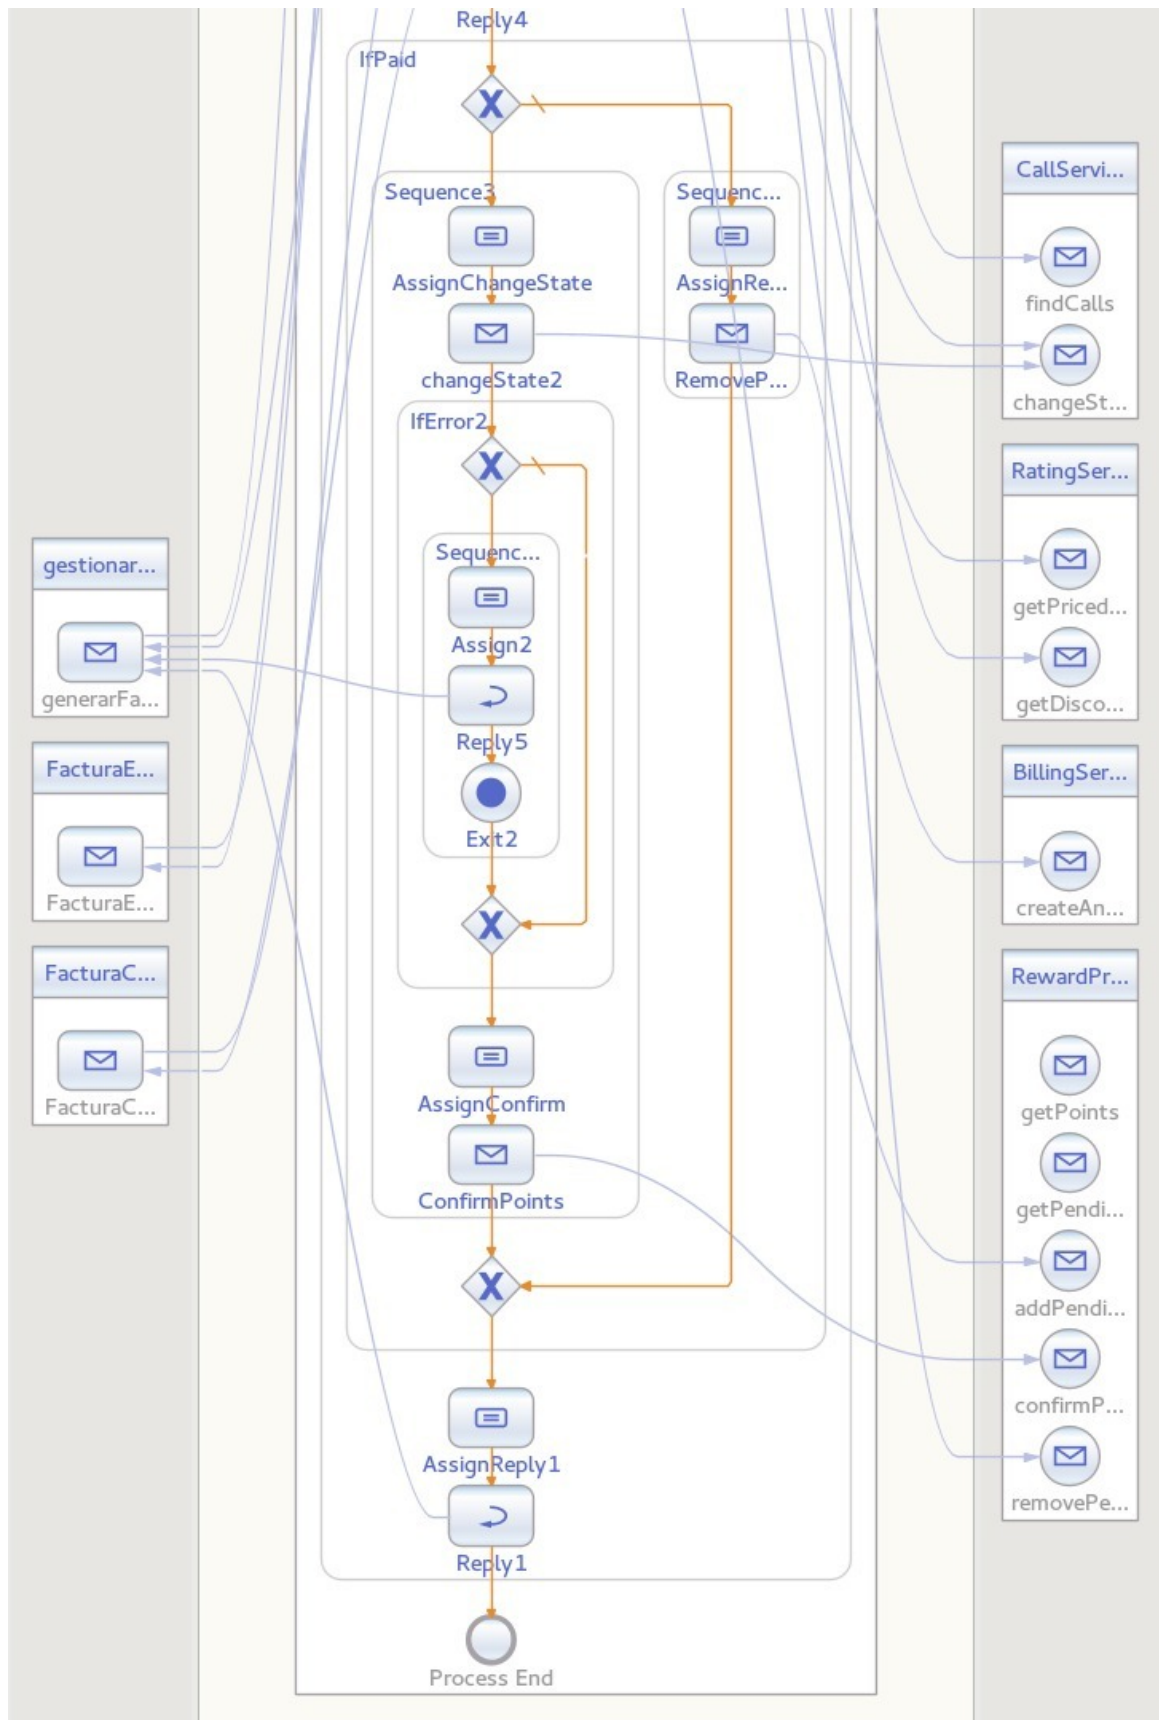 Reply4
IfPaid
Sequence3
Sequenc...
AssignChangeState
AssignRe...
changeState2
RemoveP...
IfError2
Sequenc...
Assign2
Reply5
Exit2
AssignConfirm
ConfirmPoints
AssignReply1
Reply1
Process End
gestionar...
generarFa...
FacturaE...
FacturaE...
FacturaC...
FacturaC...
CallServi...
findCalls
changeSt...
RatingSer...
getPriced...
getDisco...
BillingSer...
createAn...
RewardPr...
getPoints
getPendi...
addPendi...
confirmP...
removePe...